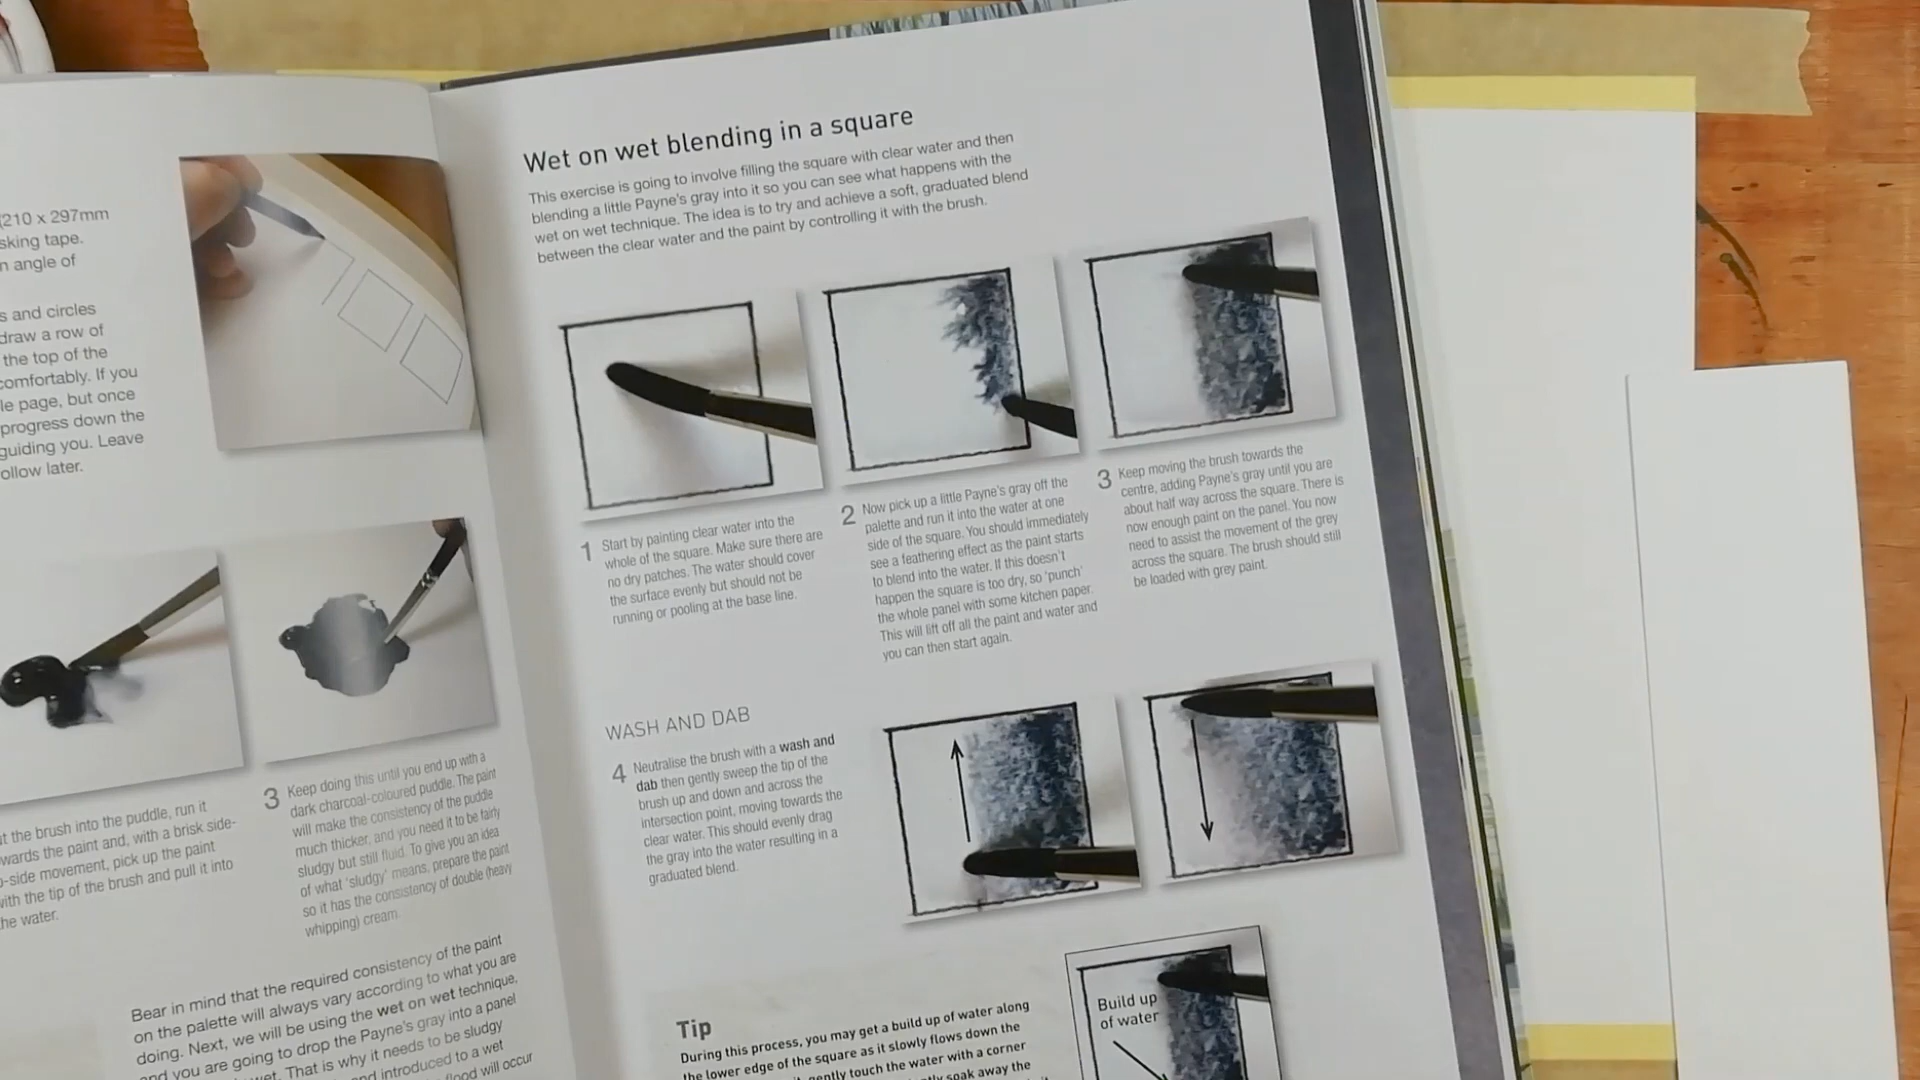 (210 x 297mm
sking tape.
n angle of
s and circles
draw a row of
the top of the
comfortably. If you
le page, but once
progress down the
guiding you. Leave
ollow later.
t the brush into the puddle, run it
wards the paint and, with a brisk side-
o-side movement, pick up the paint
with the tip of the brush and pull it into
he water.
3 Keep doing this until you end up with a
dark charcoal-coloured puddle. The paint
will make the consistency of the puddle
much thicker, and you need it to be fairly
sludgy but still fluid. To give you an idea
of what 'sludgy' means, prepare the paint
so it has the consistency of double (heavy
whipping) cream.
Bear in mind that the required consistency of the paint
on the palette will always vary according to what you are
doing. Next, we will be using the wet on wet technique,
and you are going to drop the Payne's gray into a panel
wet. That is why it needs to be sludgy
and introduced to a wet
flood will occur
Wet on wet blending in a square
This exercise is going to involve filling the square with clear water and then
blending a little Payne's gray into it so you can see what happens with the
wet on wet technique. The idea is to try and achieve a soft, graduated blend
between the clear water and the paint by controlling it with the brush.
1 Start by painting clear water into the
whole of the square. Make sure there are
no dry patches. The water should cover
the surface evenly but should not be
running or pooling at the base line.
2 Now pick up a little Payne's gray off the
palette and run it into the water at one
side of the square. You should immediately
see a feathering effect as the paint starts
to blend into the water. If this doesn't
happen the square is too dry, so 'punch'
the whole panel with some kitchen paper.
This will lift off all the paint and water and
you can then start again.
3 Keep moving the brush towards the
centre, adding Payne's gray until you are
about half way across the square. There is
now enough paint on the panel. You now
need to assist the movement of the grey
across the square. The brush should still
be loaded with grey paint.
WASH AND DAB
4 Neutralise the brush with a wash and
dab then gently sweep the tip of the
brush up and down and across the
intersection point, moving towards the
clear water. This should evenly drag
the gray into the water resulting in a
graduated blend.
Tip
During this process, you may get a build up of water along
the lower edge of the square as it slowly flows down the
gently touch the water with a corner
soak away the
Build up
of water